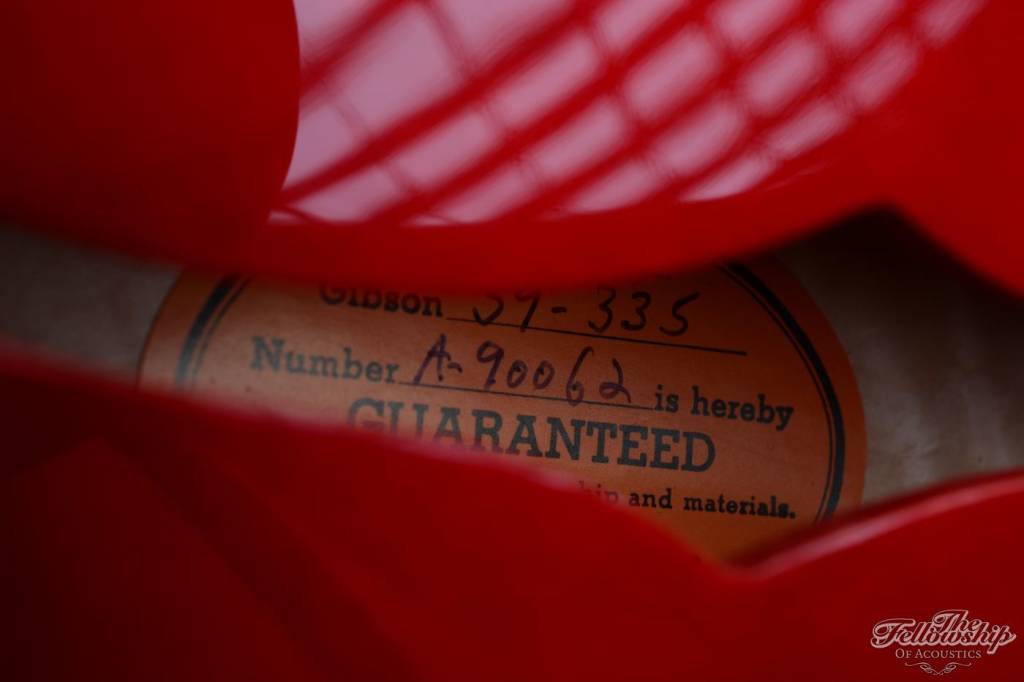 Gibson 59-335
Number A-90062 is hereby
GUARANTEED
and materials.
The
Fellowship
OF ACOUSTICS